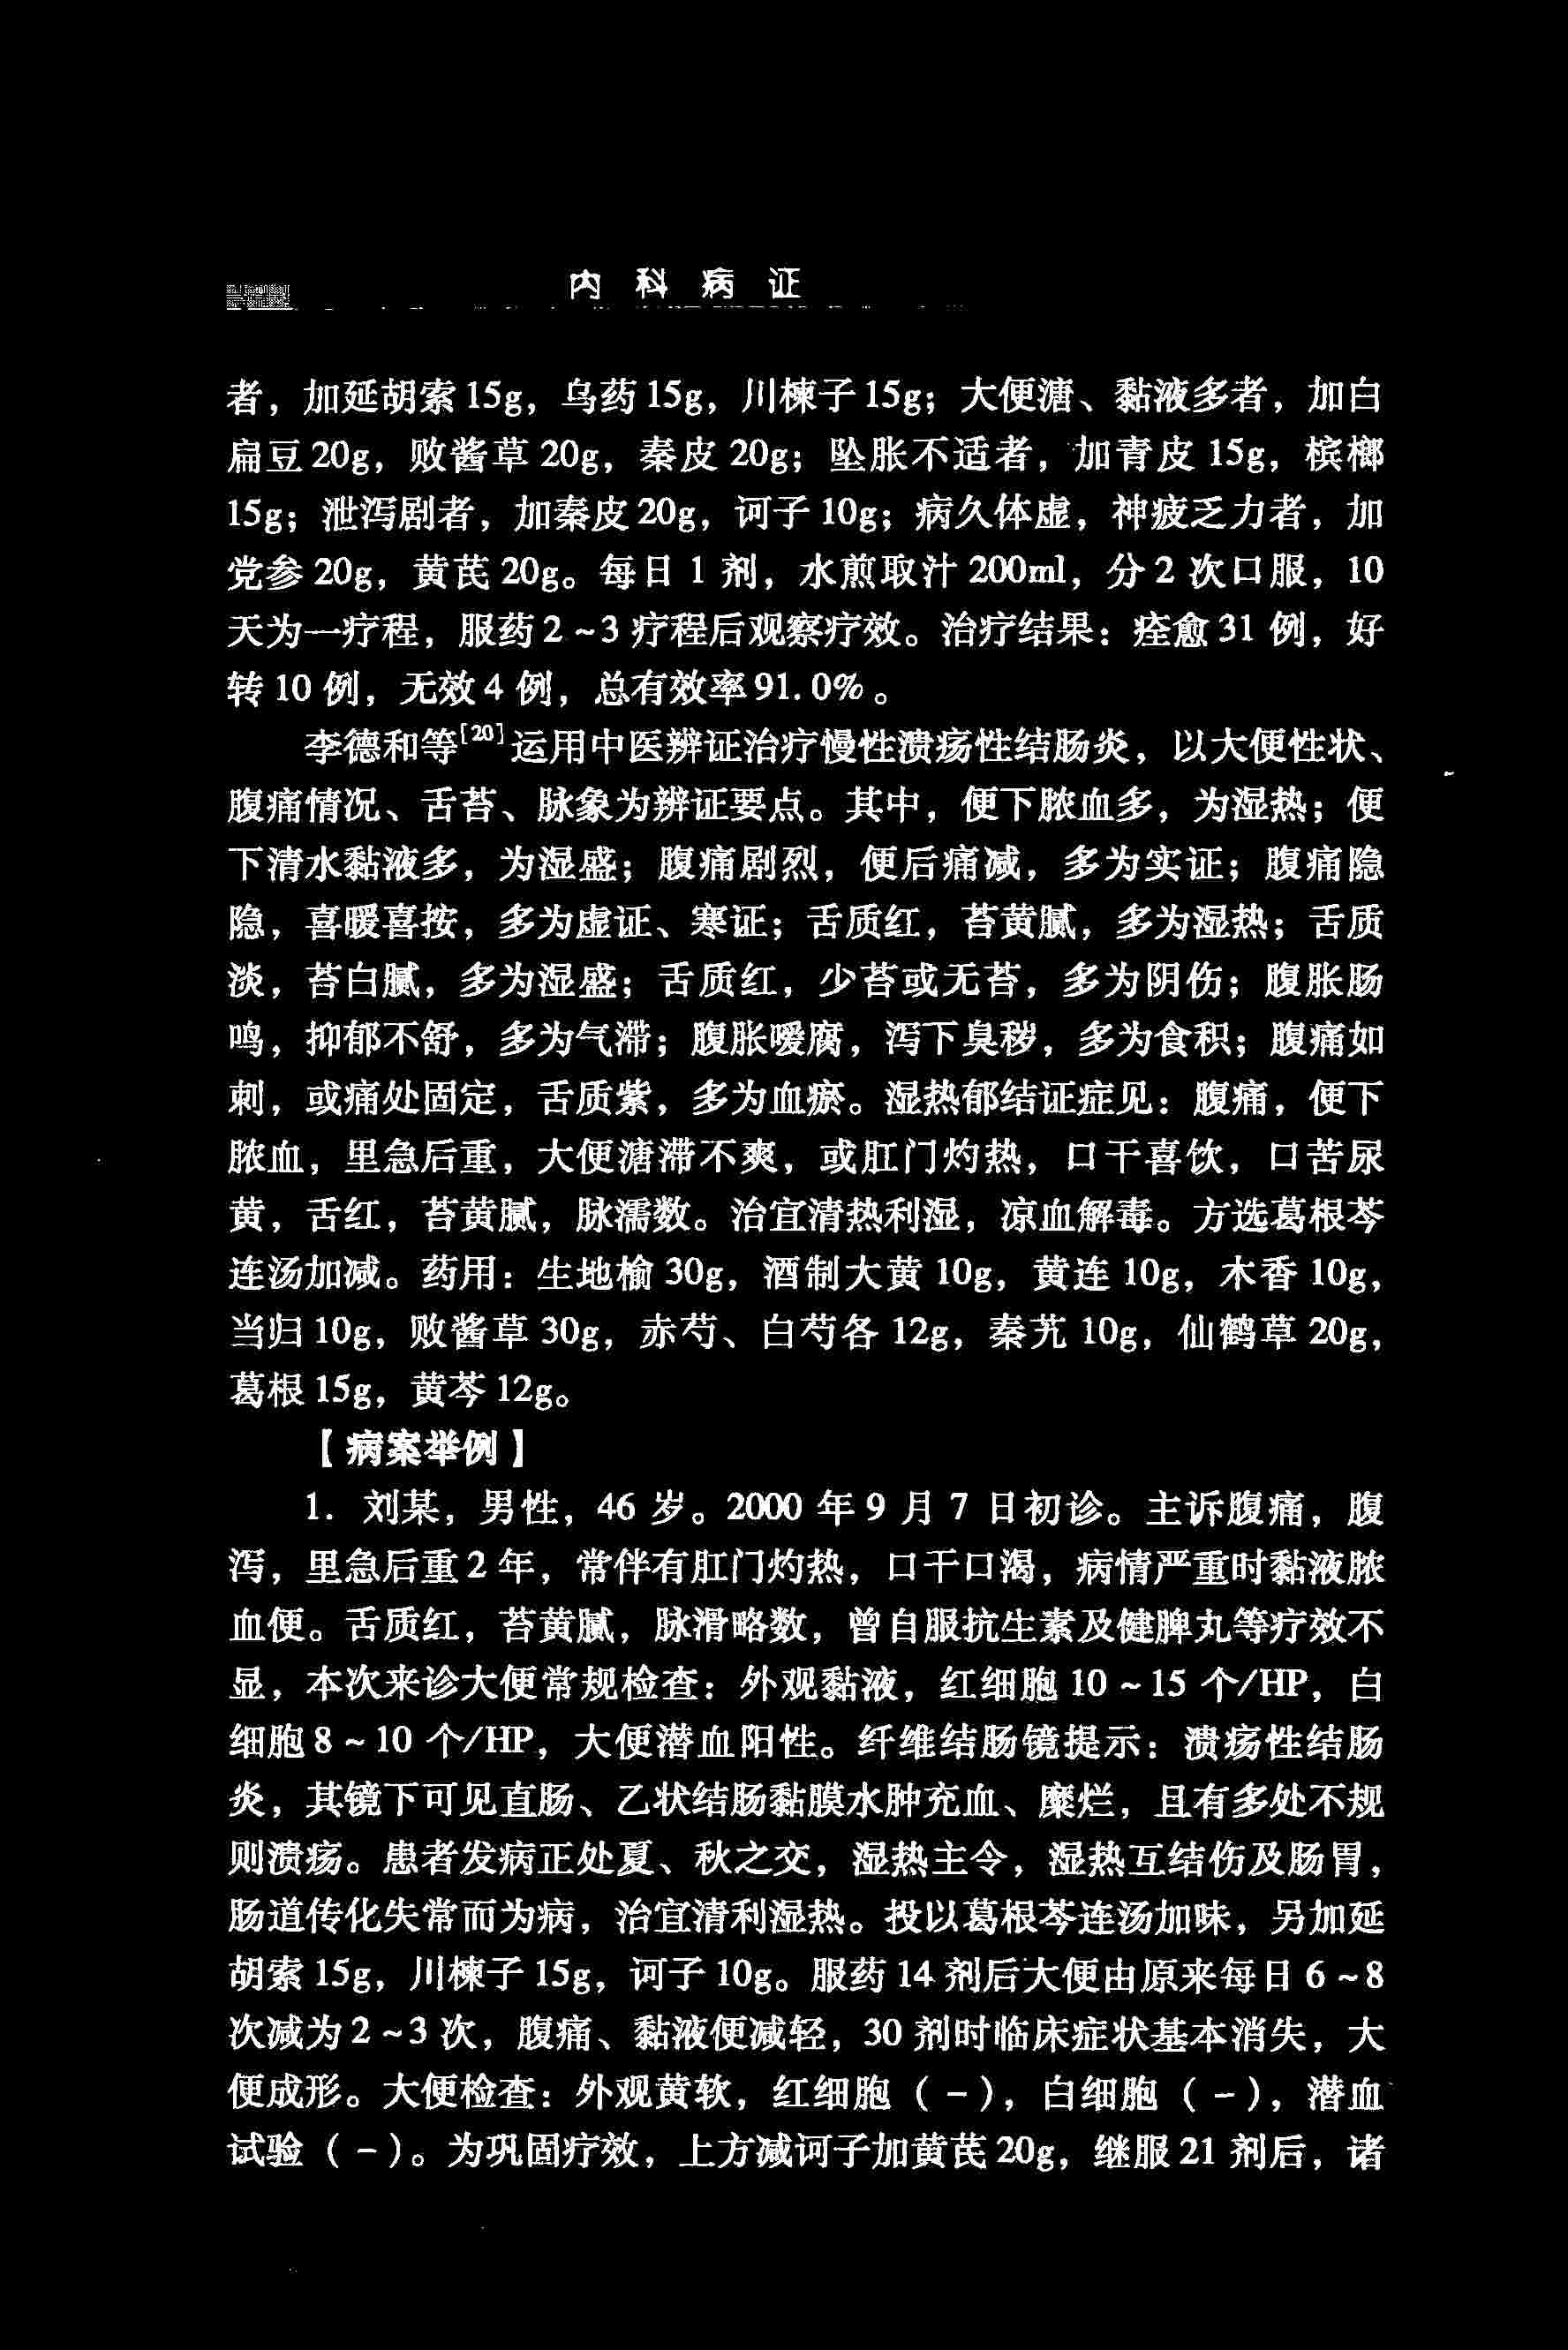 内科病证
者，加延胡索15g，乌药15g，川楝子15g；大便溏、黏液多者，加白
扁豆20g，败酱草20g，秦皮20g；坠胀不适者，加青皮15g，槟榔
15g；泄泻剧者，加秦皮20g，诃子10g；病久体虚，神疲乏力者，加
党参20g，黄芪20g。每日1剂，水煎取汁200ml，分2次口服，10
天为一疗程，服药2~3疗程后观察疗效。治疗结果：痊愈31例，好
转10例，无效4例，总有效率91.0%。
李德和等[20]运用中医辨证治疗慢性溃疡性结肠炎，以大便性状、
腹痛情况、舌苔、脉象为辨证要点。其中，便下脓血多，为湿热；便
下清水黏液多，为湿盛；腹痛剧烈，便后痛减，多为实证；腹痛隐
隐，喜暖喜按，多为虚证、寒证；舌质红，苔黄腻，多为湿热；舌质
淡，苔白腻，多为湿盛；舌质红，少苔或无苔，多为阴伤；腹胀肠
鸣，抑郁不舒，多为气滞；腹胀嗳腐，泻下臭秽，多为食积；腹痛如
刺，或痛处固定，舌质紫，多为血瘀。湿热郁结证症见：腹痛，便下
脓血，里急后重，大便溏滞不爽，或肛门灼热，口干喜饮，口苦尿
黄，舌红，苔黄腻，脉濡数。治宜清热利湿，凉血解毒。方选葛根芩
连汤加减。药用：生地榆30g，酒制大黄10g，黄连10g，木香10g，
当归10g，败酱草30g，赤芍、白芍各12g，秦艽10g，仙鹤草20g，
葛根15g，黄芩12g。
【病案举例】
1. 刘某，男性，46岁。2000年9月7日初诊。主诉腹痛，腹
泻，里急后重2年，常伴有肛门灼热，口干口渴，病情严重时黏液脓
血便。舌质红，苔黄腻，脉滑略数，曾自服抗生素及健脾丸等疗效不
显，本次来诊大便常规检查：外观黏液，红细胞10~15个/HP，白
细胞8~10个/HP，大便潜血阳性。纤维结肠镜提示：溃疡性结肠
炎，其镜下可见直肠、乙状结肠黏膜水肿充血、糜烂，且有多处不规
则溃疡。患者发病正处夏、秋之交，湿热主令，湿热互结伤及肠胃，
肠道传化失常而为病，治宜清利湿热。投以葛根芩连汤加味，另加延
胡索15g，川楝子15g，诃子10g。服药14剂后大便由原来每日6~8
次减为2~3次，腹痛、黏液便减轻，30剂时临床症状基本消失，大
便成形。大便检查：外观黄软，红细胞（-），白细胞（-），潜血
试验（-）。为巩固疗效，上方减诃子加黄芪20g，继服21剂后，诸